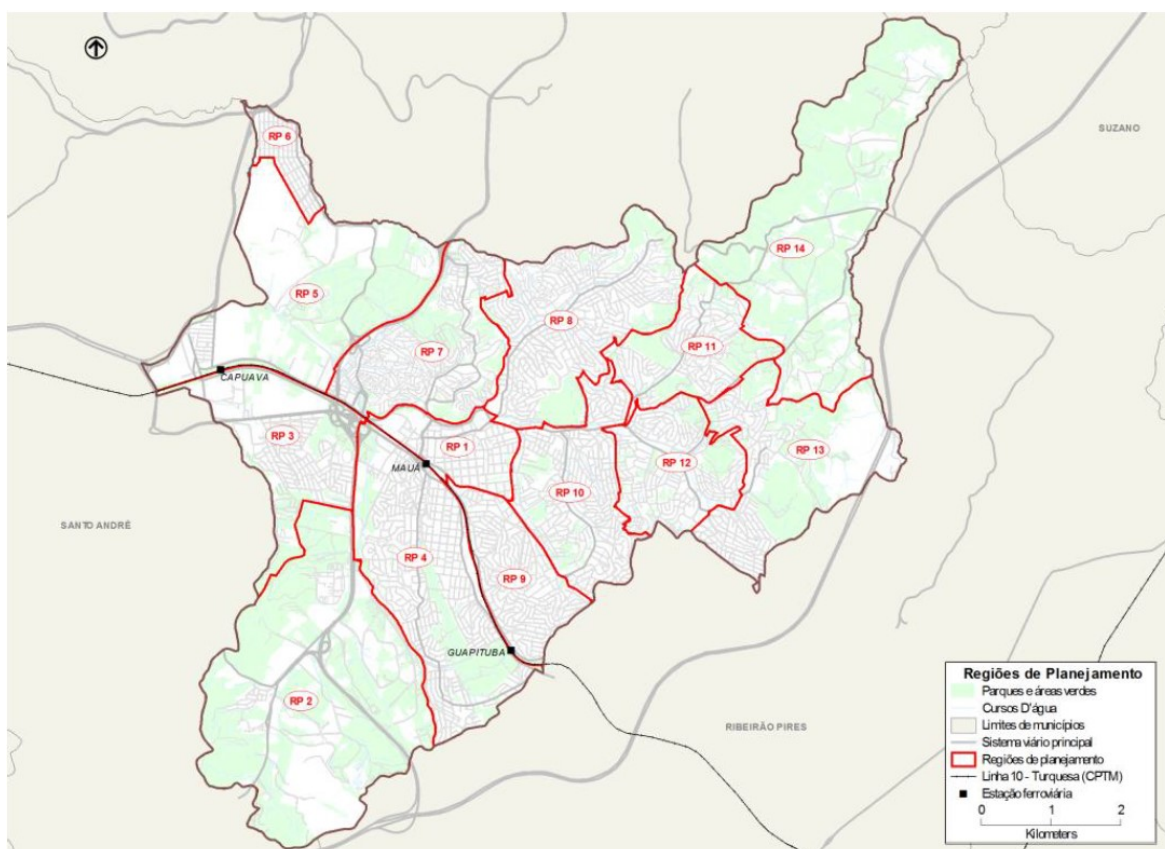 RP 6
SUZANO
RP 14
RP 5
RP 8
RP 11
RP 7
CAPUAVA
RP 3
RP 1
MAUÁ
RP 13
RP 12
RP 10
SANTO ANDRÉ
RP 4
RP 9
GUAPITUBA
RP 2
RIBEIRÃO PIRES
Regiões de Planejamento
Parques e áreas verdes
Cursos D'água
Limites de municípios
Sistema viário principal
Regiões de planejamento
Linha 10 - Turquesa (CPTM)
Estação ferroviária
0 1 2
Kilometers